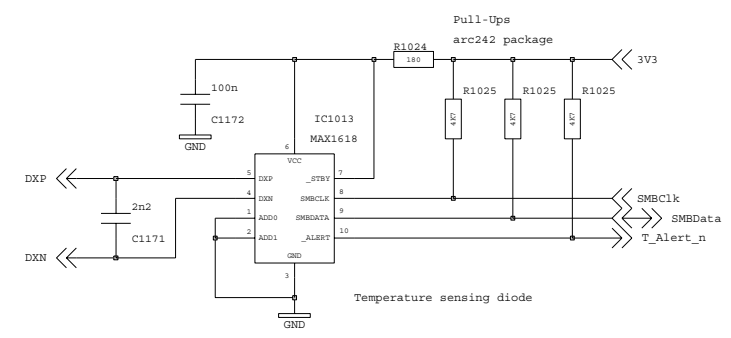 Pull-Ups
arc242 package
R1024
180
3V3
100n
C1172
GND
R1025
R1025
R1025
4K7
4K7
4K7
IC1013
MAX1618
6
VCC
DXP
5
DXP
_STBY
7
4
DXN
SMBCLK
8
SMBClk
2n2
C1171
1
ADD0
SMBDATA
9
SMBData
2
ADD1
_ALERT
10
T_Alert_n
DXN
GND
3
Temperature sensing diode
GND